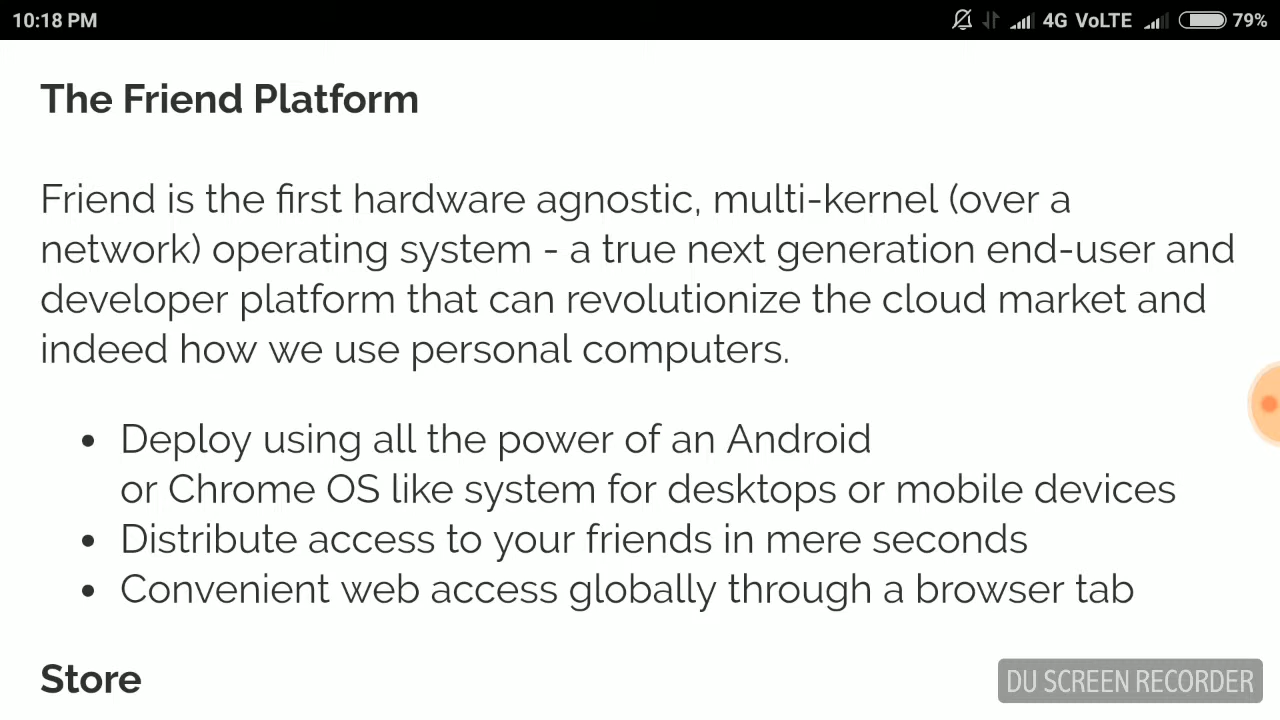 10:18 PM 4G VoLTE 79%
The Friend Platform
Friend is the first hardware agnostic, multi-kernel (over a
network) operating system - a true next generation end-user and
developer platform that can revolutionize the cloud market and
indeed how we use personal computers.
• Deploy using all the power of an Android
or Chrome OS like system for desktops or mobile devices
• Distribute access to your friends in mere seconds
• Convenient web access globally through a browser tab
Store
DU SCREEN RECORDER